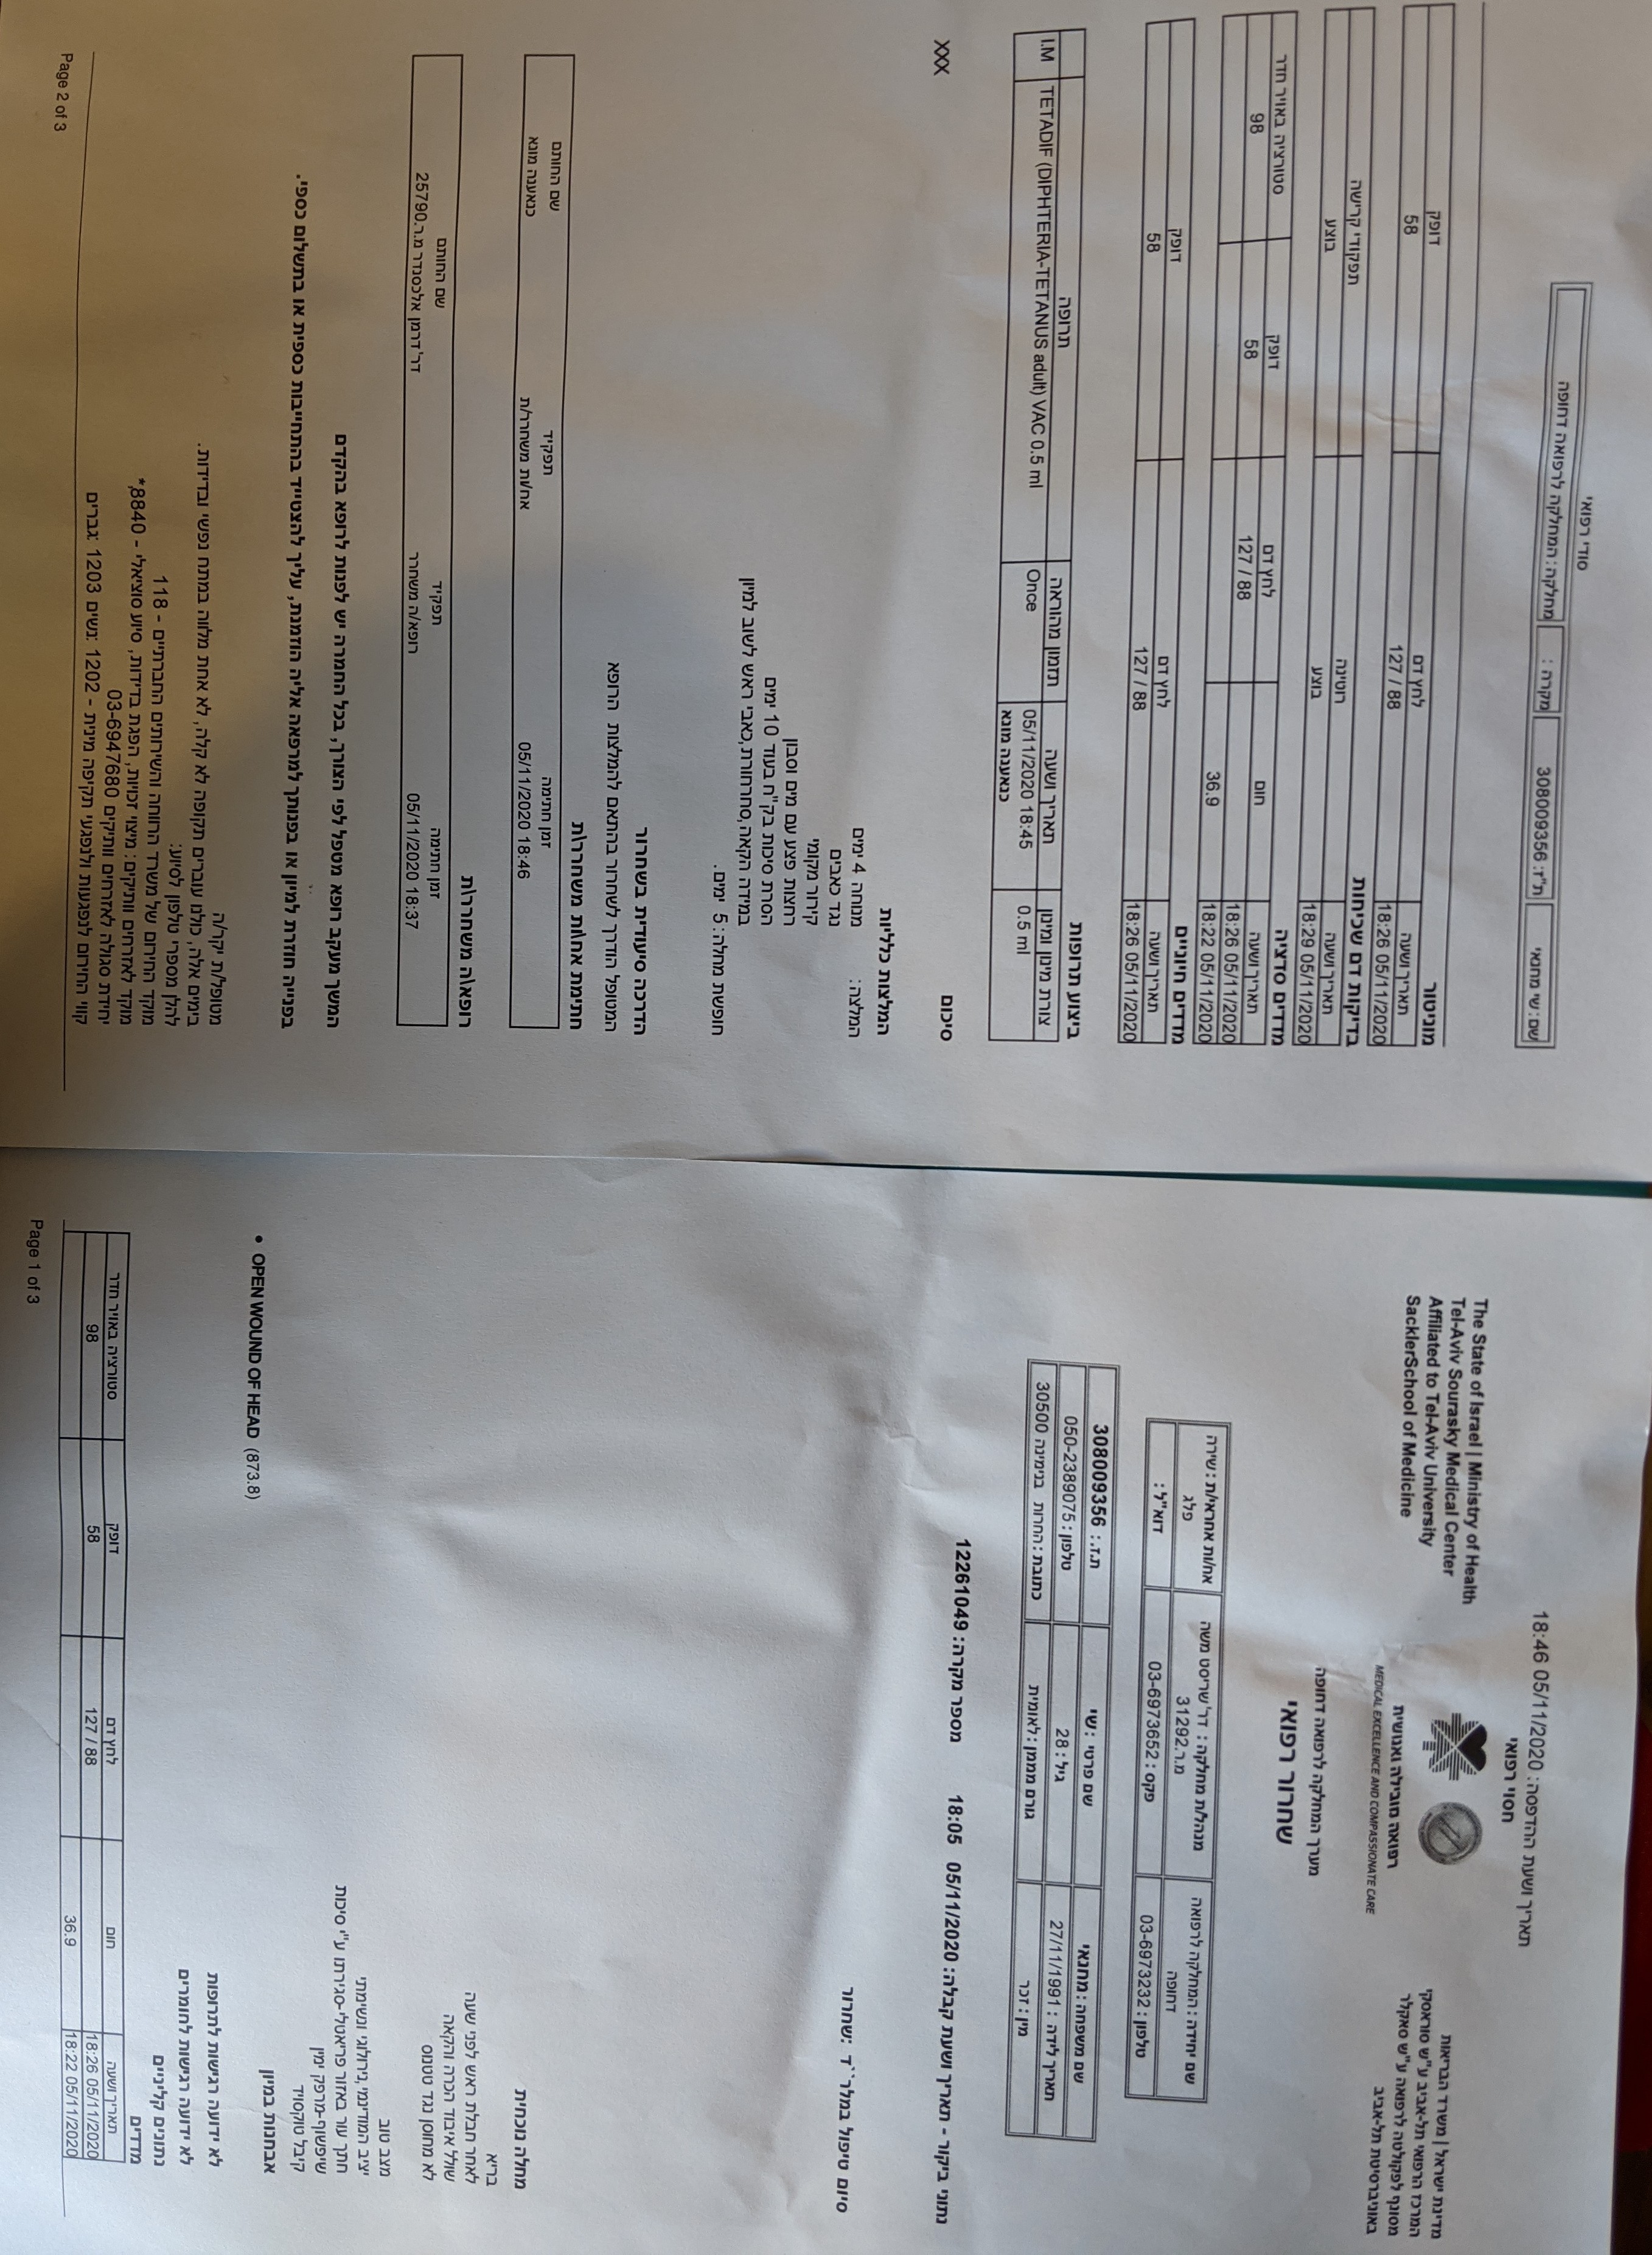 תאריך ושעת ההדפסה: 05/11/2020 18:46
חסוי רפואי
The State of Israel | Ministry of Health
Tel-Aviv Sourasky Medical Center
Affiliated to Tel-Aviv University
SacklerSchool of Medicine
מדינת ישראל | משרד הבריאות
המרכז הרפואי תל-אביב ע"ש סוראסקי
מסונף לפקולטה לרפואה ע"ש סאקלר
באוניברסיטת תל-אביב
רפואה מובילה ואנושית
MEDICAL EXCELLENCE AND COMPASSIONATE CARE
מערך המחלקה לרפואה דחופה
שחרור רפואי
שם יחידה: המחלקה לרפואה דחופה מנהל/ת מחלקה: דר' שריסט משה מ.ר.31292 אח/ות אחראי/ת: שירה פלג
טלפון: 03-6973232 פקס: 03-6973652 דוא"ל:
שם משפחה: מחנאי שם פרטי: שי ת.ז.: 308009356
תאריך לידה: 27/11/1991 גיל: 28 טלפון: 050-2389075
מין: זכר גורם מממן: לאומית כתובת: החרות בנימינה 30500
נתוני ביקור - תאריך ושעת קבלה: 05/11/2020 18:05 מספר מקרה: 12261049
סיום טיפול במלר``ד: שחרור
מחלה נוכחית
בריא
לאחר חבלת ראש לפני שעה
שולל איבוד הכרה והקאה
לא מחוסן נגד טטנוס
מצב טוב
יציב המודינמי,נירולוגי ונשימתי
חתך עור באזור פריאטלי-סגירתו ע"י סיכות
שיפשוף-מרפק ימין
קיבל טוקסויד
אבחנות במיון
• OPEN WOUND OF HEAD (873.8)
לא ידועה רגישות לתרופות
לא ידועה רגישות לחומרים
נתונים קליניים
מדדים
תאריך ושעה חום לחץ דם דופק סטורציה באויר חדר
05/11/2020 18:26 127 / 88 58 98
05/11/2020 18:22 36.9
Page 1 of 3
סודי רפואי
שם: שי מחנאי ת"ז: 308009356 מקרה: מחלקה: המחלקה לרפואה דחופה
מוניטור
תאריך ושעה לחץ דם דופק
05/11/2020 18:26 127 / 88 58
בדיקות דם שכיחות
תאריך ושעה רוטינה תפקודי קרישה
05/11/2020 18:29 בוצע בוצע
מדדים סדציה
תאריך ושעה חום לחץ דם דופק סטורציה באויר חדר
05/11/2020 18:26 127 / 88 58 98
05/11/2020 18:22 36.9
מדדים חיוניים
תאריך ושעה לחץ דם דופק
05/11/2020 18:26 127 / 88 58
ביצוע תרופות
צורת מינון ומינון תאריך ושעה תזמון מהוראה תרופה
0.5 ml 05/11/2020 18:45 כנאענה מונא Once TETADIF (DIPHTERIA-TETANUS adult) VAC 0.5 ml I.M
סיכום
XXX
המלצות כלליות
המלצה: מנוחה 4 ימים
נגד כאבים
קירור מקומי
רחצות פצע עם מים וסבון
הסרת סיכות בק"ח בעוד 10 ימים
במידה הקאה,סחרחורת,כאבי ראש לשוב למיון
חופשת מחלה: 5 ימים.
הדרכה סיעודית בשחרור
המטופל הודרך לשחרור בהתאם להמלצות הרופא
חתימת אח\ות משחרר\ת
זמן חתימה תפקיד שם החותם
05/11/2020 18:46 אח/ות משחרר/ת כנאענה מונא
רופא\ה משחרר\ת
זמן חתימה תפקיד שם החותם
05/11/2020 18:37 רופא/ה משחרר דר' דרמן אלכסנדר מ.ר.25790
המשך מעקב רופא מטפל לפי הצורך, בכל החמרה יש לפנות לרופא בהקדם
בפנייה חוזרת למיון או בפנותך למרפאה אליה הוזמנת, עליך להצטייד בהתחייבות כספית או בתשלום כספי.
מטופל/ת יקר/ה
בימים אלה, כולנו עוברים תקופה לא קלה, לא אחת מלווה במתח נפשי ובדידות.
להלן מספרי טלפון לסיוע:
מוקד החירום של משרד הרווחה והשירותים החברתיים - 118
מוקד לאזרחים וותיקים: מיצוי זכויות, הפגת בדידות, סיוע סוציאלי - 8840*
יחידת סגולה לאזרחים וותיקים 03-6947680
קווי החירום לנפגעות ולנפגעי תקיפה מינית - 1202 :נשים 1203 :גברים
Page 2 of 3